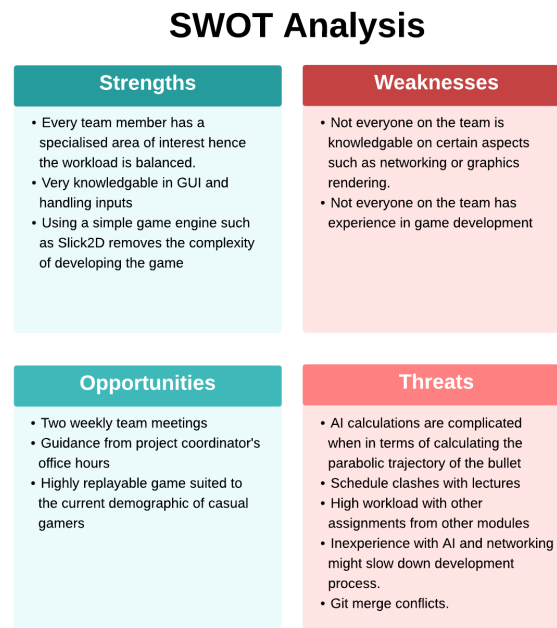 SWOT Analysis
Strengths
• Every team member has a
specialised area of interest hence
the workload is balanced.
• Very knowledgable in GUI and
handling inputs
• Using a simple game engine such
as Slick2D removes the complexity
of developing the game
Weaknesses
• Not everyone on the team is
knowledgable on certain aspects
such as networking or graphics
rendering.
• Not everyone on the team has
experience in game development
Opportunities
• Two weekly team meetings
• Guidance from project coordinator's
office hours
• Highly replayable game suited to
the current demographic of casual
gamers
Threats
• AI calculations are complicated
when in terms of calculating the
parabolic trajectory of the bullet
• Schedule clashes with lectures
• High workload with other
assignments from other modules
• Inexperience with AI and networking
might slow down development
process.
• Git merge conflicts.